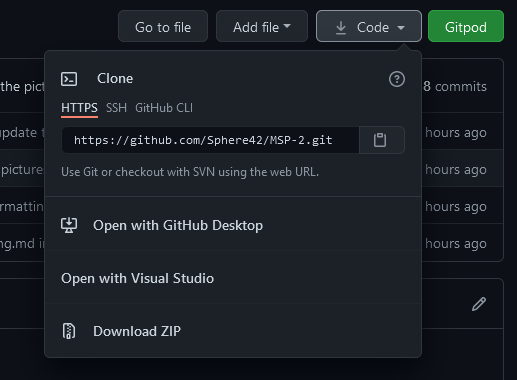 Go to file Add file Code Gitpod
Clone
the pict
8 commits
HTTPS SSH GitHub CLI
update t
hours ago
https://github.com/Sphere42/MSP-2.git
picture
hours ago
Use Git or checkout with SVN using the web URL.
rmattin
hours ago
Open with GitHub Desktop
ng.md in
hours ago
Open with Visual Studio
Download ZIP